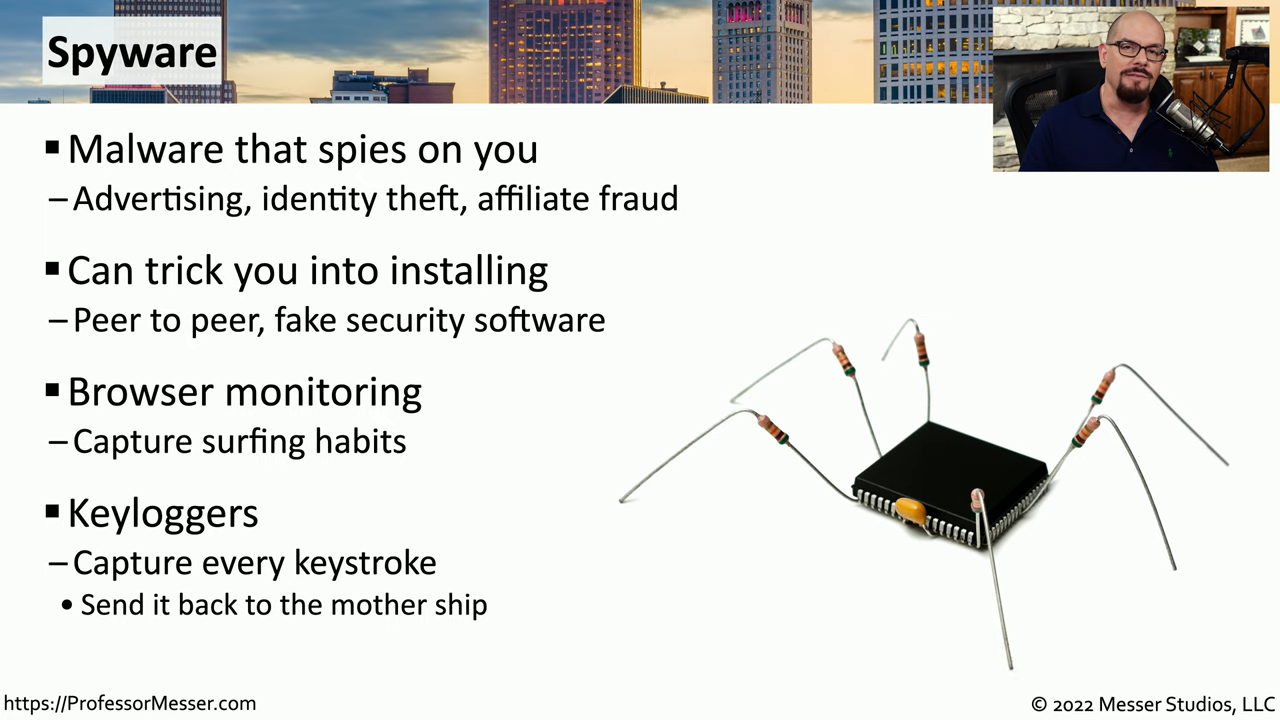 Spyware
▪ Malware that spies on you
– Advertising, identity theft, affiliate fraud
▪ Can trick you into installing
– Peer to peer, fake security software
▪ Browser monitoring
– Capture surfing habits
▪ Keyloggers
– Capture every keystroke
• Send it back to the mother ship
https://ProfessorMesser.com
© 2022 Messer Studios, LLC